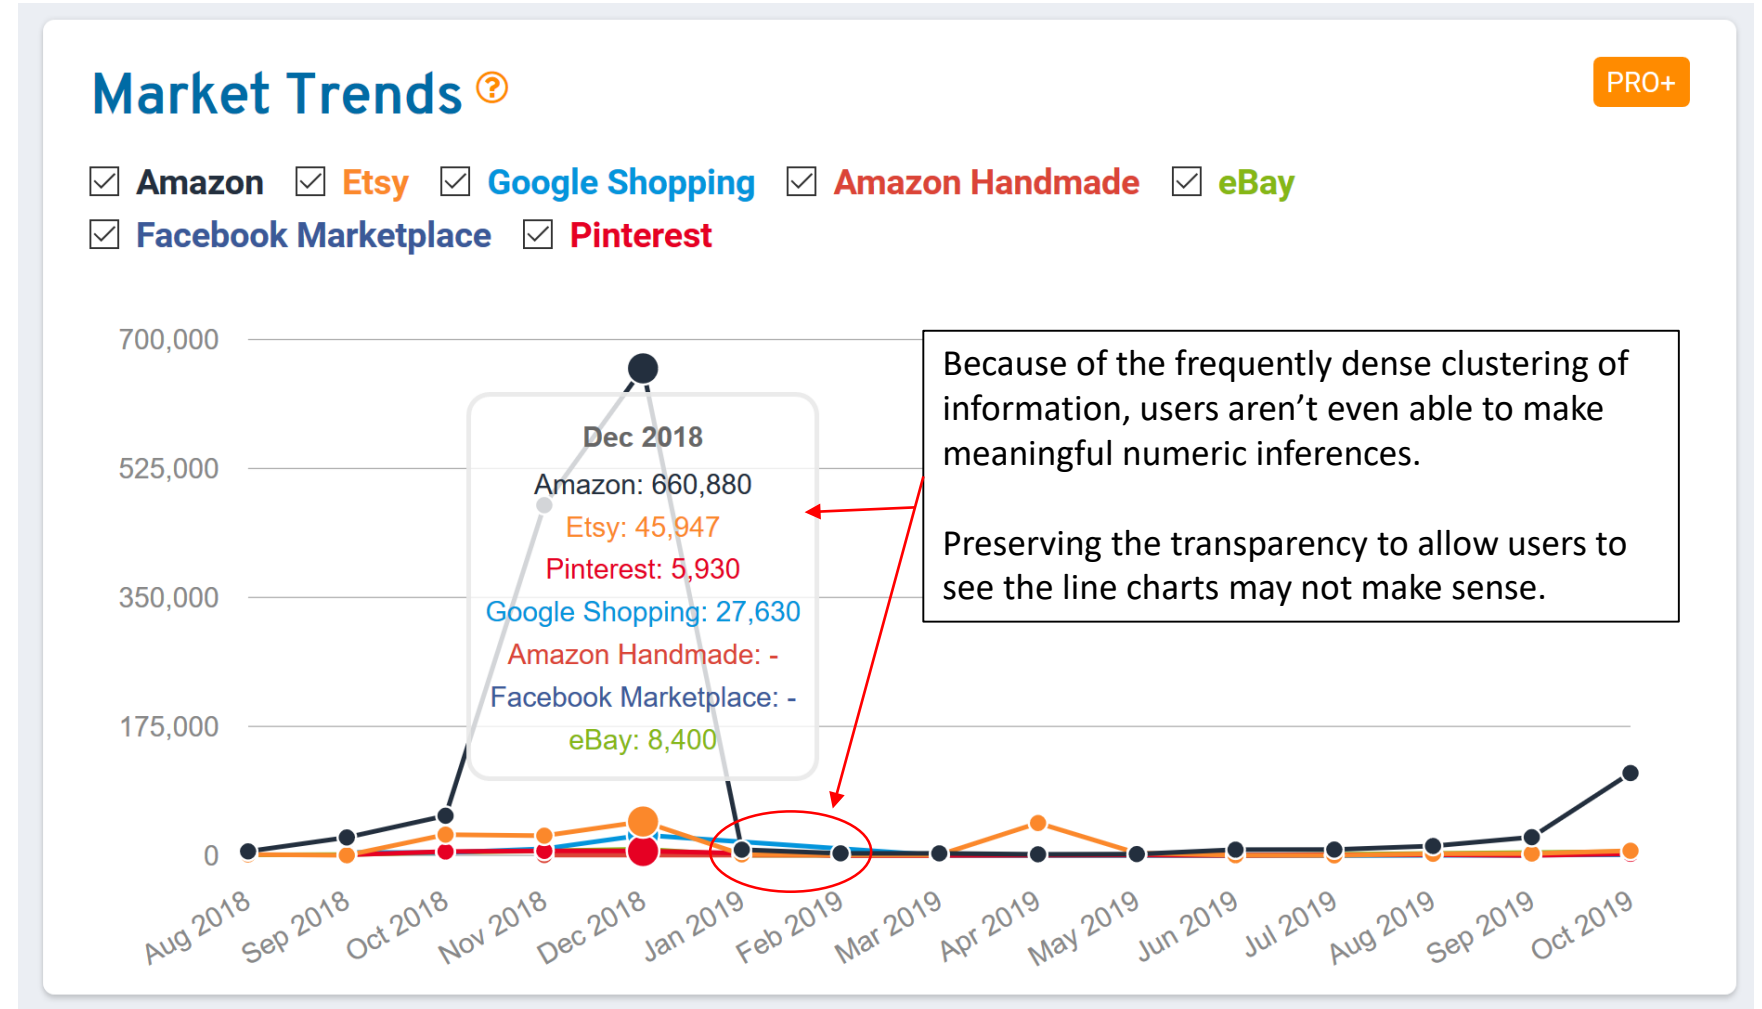 Market Trends ?
PRO+
Amazon Etsy Google Shopping Amazon Handmade eBay
Facebook Marketplace Pinterest
700,000
525,000
350,000
175,000
0
Dec 2018
Amazon: 660,880
Etsy: 45,947
Pinterest: 5,930
Google Shopping: 27,630
Amazon Handmade: -
Facebook Marketplace: -
eBay: 8,400
Because of the frequently dense clustering of
information, users aren’t even able to make
meaningful numeric inferences.
Preserving the transparency to allow users to
see the line charts may not make sense.
Aug 2018 Sep 2018 Oct 2018 Nov 2018 Dec 2018 Jan 2019 Feb 2019 Mar 2019 Apr 2019 May 2019 Jun 2019 Jul 2019 Aug 2019 Sep 2019 Oct 2019